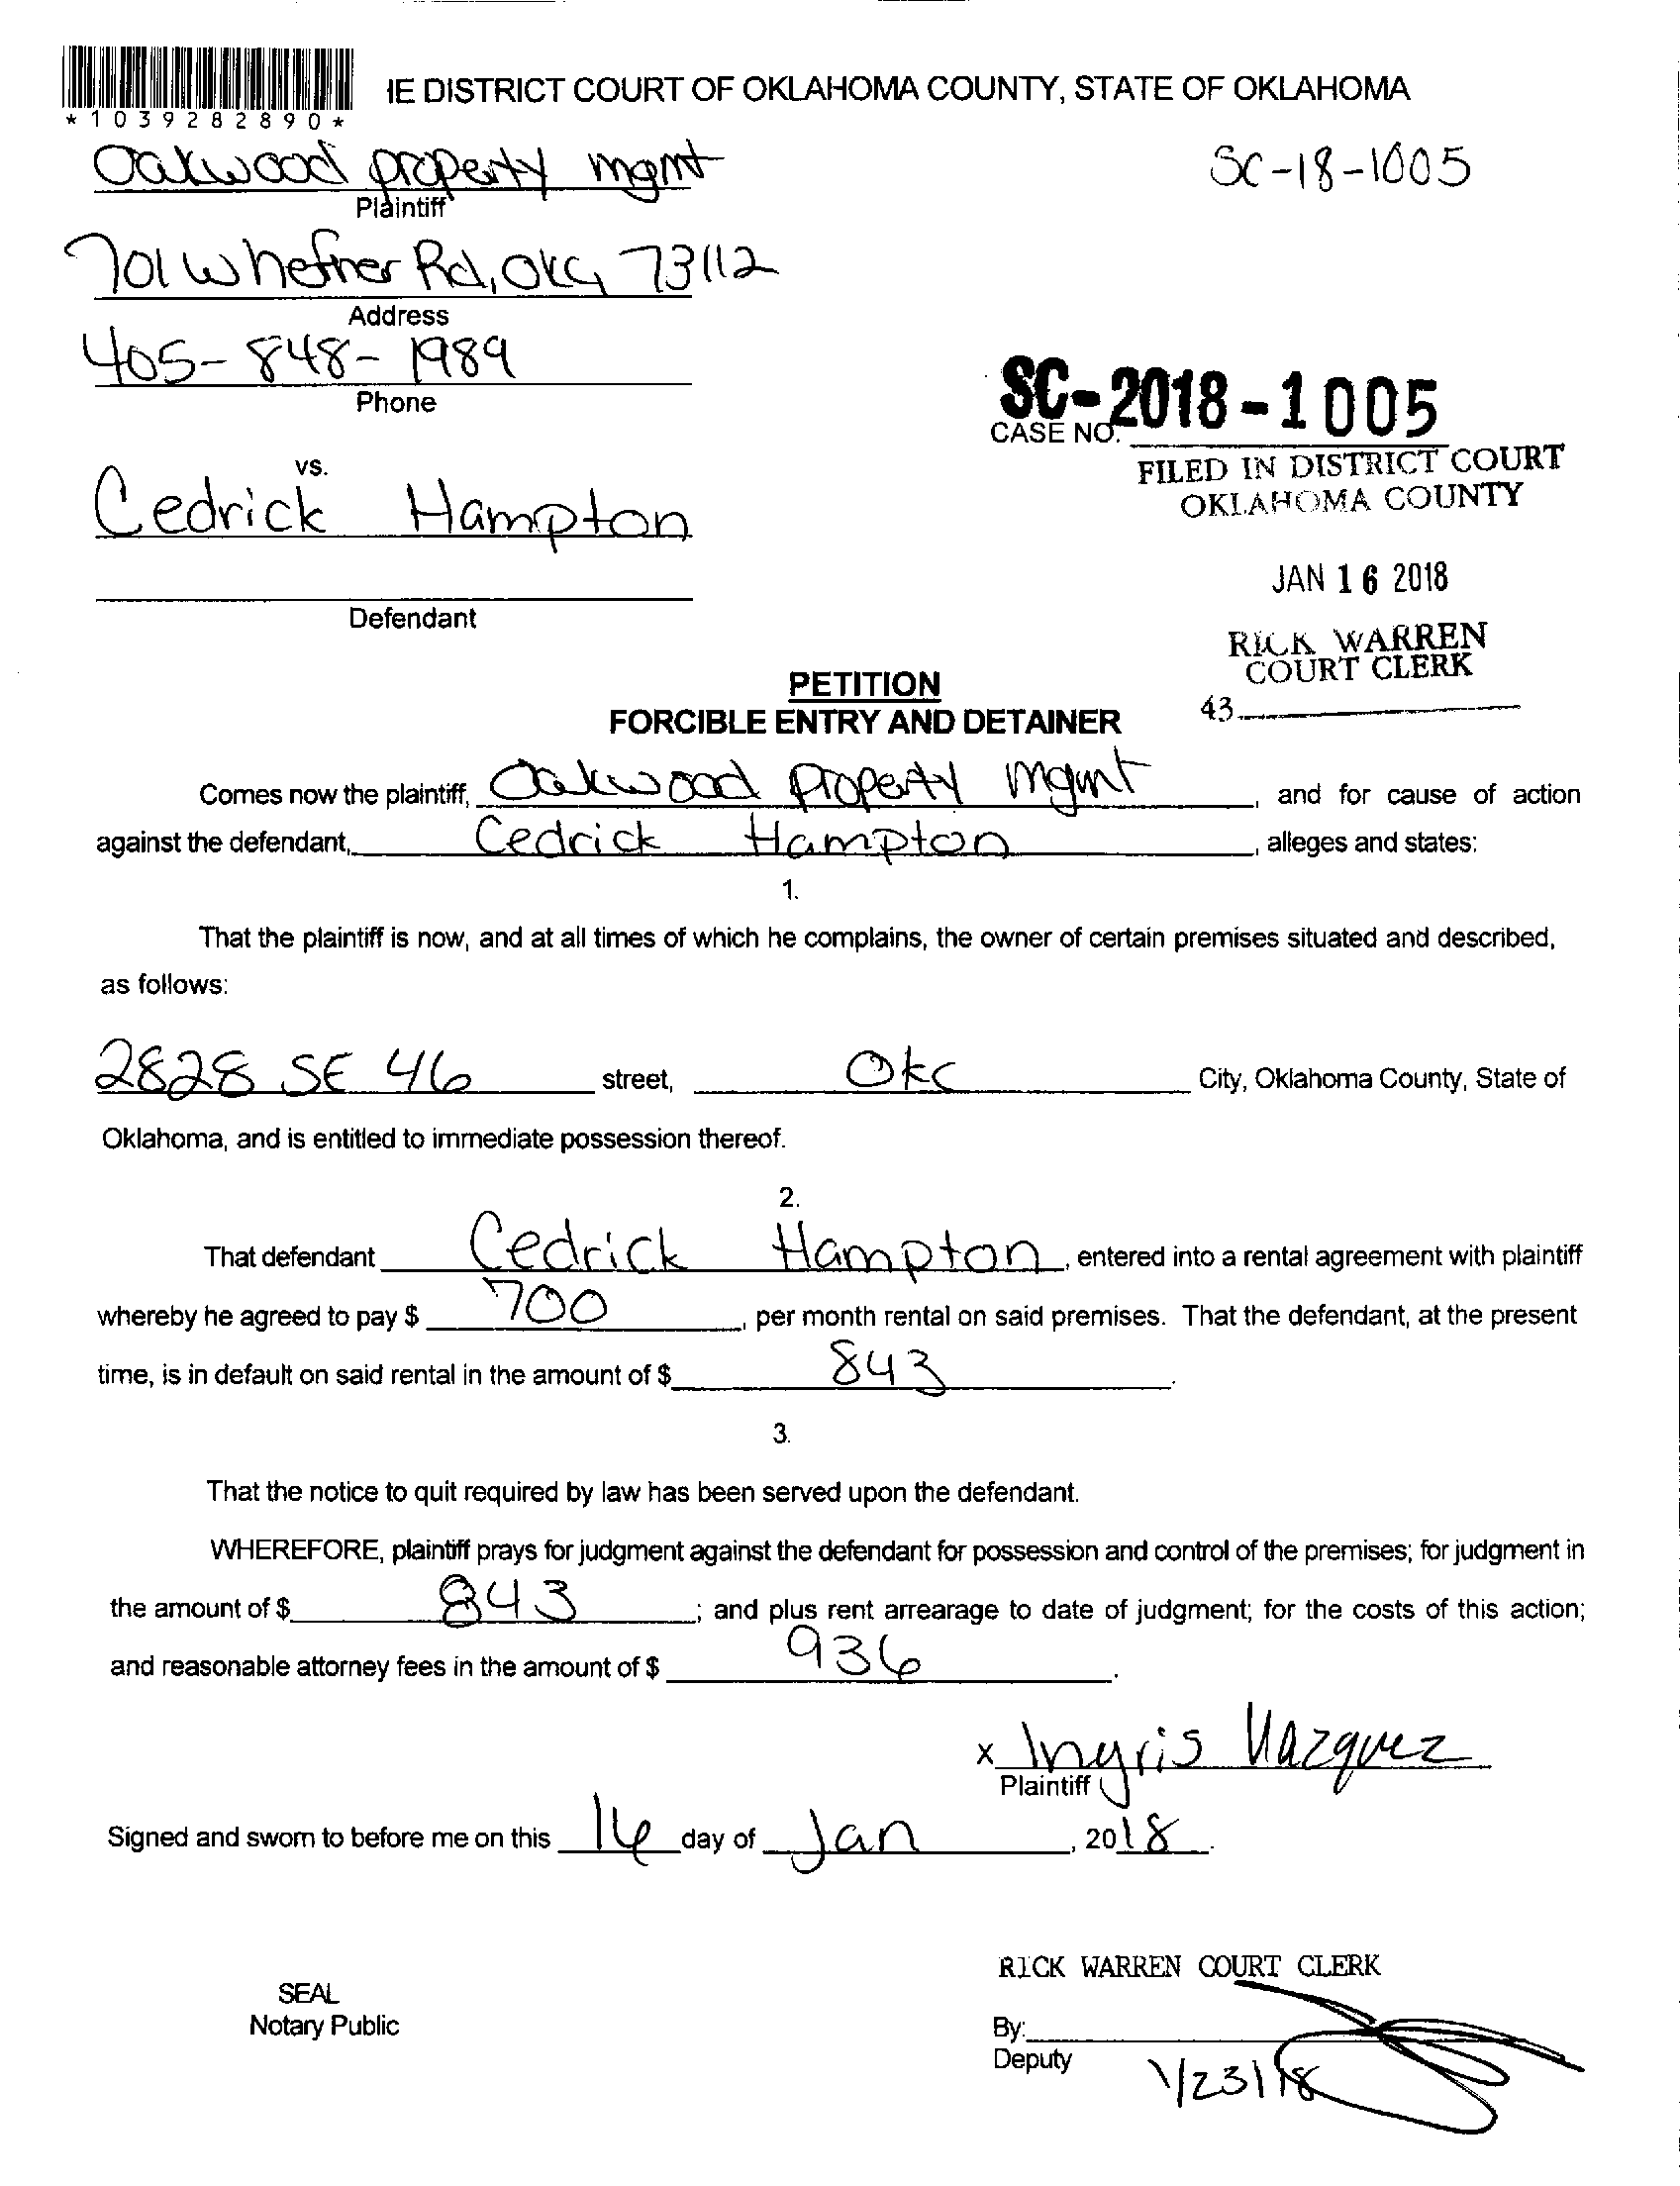 *1039282890*
IE DISTRICT COURT OF OKLAHOMA COUNTY, STATE OF OKLAHOMA
Oakwood property mgmt
SC-18-1005
Plaintiff
701 W hefner Rd, OKC, 73112
Address
405-848-1989
Phone
SC-2018-1005
CASE NO.
FILED IN DISTRICT COURT
OKLAHOMA COUNTY
vs.
Cedrick Hampton
JAN 16 2018
Defendant
RICK WARREN
COURT CLERK
43
PETITION
FORCIBLE ENTRY AND DETAINER
Comes now the plaintiff, Oakwood property mgmt, and for cause of action
against the defendant, Cedrick Hampton, alleges and states:
1.
That the plaintiff is now, and at all times of which he complains, the owner of certain premises situated and described,
as follows:
2828 SE 46 street, OKC City, Oklahoma County, State of
Oklahoma, and is entitled to immediate possession thereof.
2.
That defendant Cedrick Hampton, entered into a rental agreement with plaintiff
whereby he agreed to pay $ 700, per month rental on said premises. That the defendant, at the present
time, is in default on said rental in the amount of $ 843.
3.
That the notice to quit required by law has been served upon the defendant.
WHEREFORE, plaintiff prays for judgment against the defendant for possession and control of the premises; for judgment in
the amount of $ 843; and plus rent arrearage to date of judgment; for the costs of this action;
and reasonable attorney fees in the amount of $ 936.
x Ingris Vazquez
Plaintiff
Signed and sworn to before me on this 16 day of Jan, 2018.
RICK WARREN COURT CLERK
SEAL
Notary Public
By:
Deputy
1/23/18